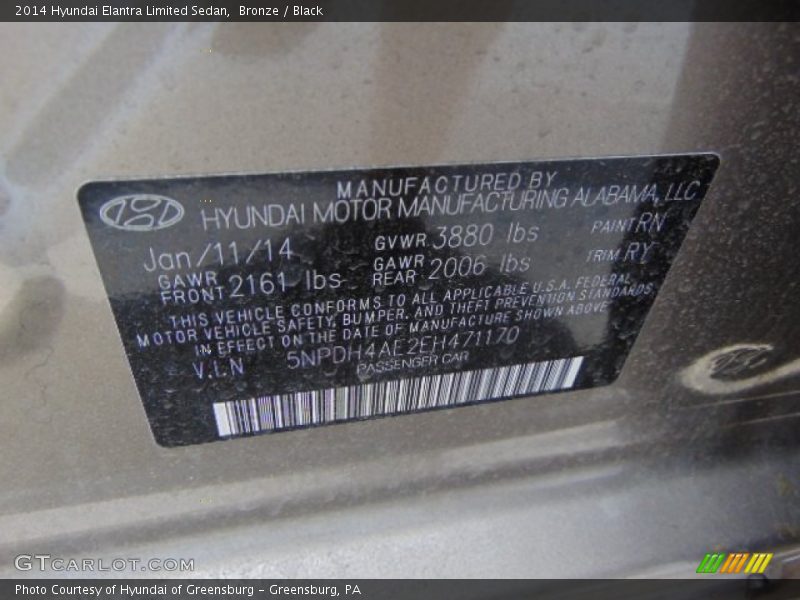 2014 Hyundai Elantra Limited Sedan, Bronze / Black
MANUFACTURED BY
HYUNDAI MOTOR MANUFACTURING ALABAMA, LLC
Jan/11/14 GVWR 3880 lbs PAINT RN
GAWR FRONT 2161 lbs GAWR REAR 2006 lbs TRIM RY
THIS VEHICLE CONFORMS TO ALL APPLICABLE U.S.A. FEDERAL
MOTOR VEHICLE SAFETY, BUMPER, AND THEFT PREVENTION STANDARDS
IN EFFECT ON THE DATE OF MANUFACTURE SHOWN ABOVE
V.I.N 5NPDH4AE2EH471170
PASSENGER CAR
GTCARLOT.COM
Photo Courtesy of Hyundai of Greensburg – Greensburg, PA